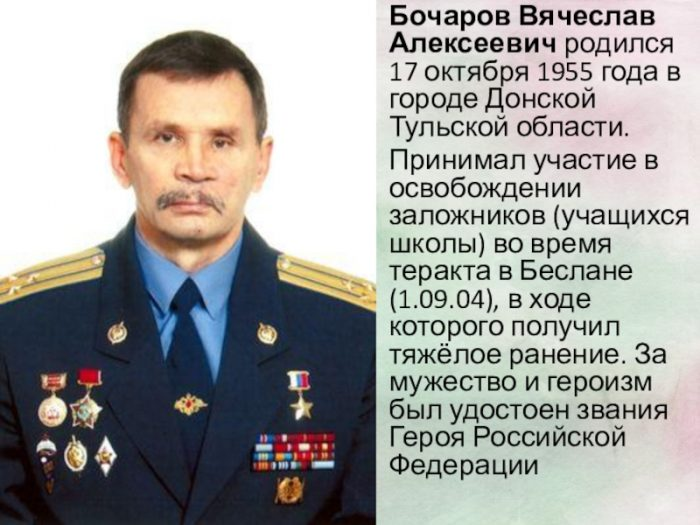 Бочаров Вячеслав
Алексеевич родился
17 октября 1955 года в
городе Донской
Тульской области.
Принимал участие в
освобождении
заложников (учащихся
школы) во время
теракта в Беслане
(1.09.04), в ходе
которого получил
тяжёлое ранение. За
мужество и героизм
был удостоен звания
Героя Российской
Федерации